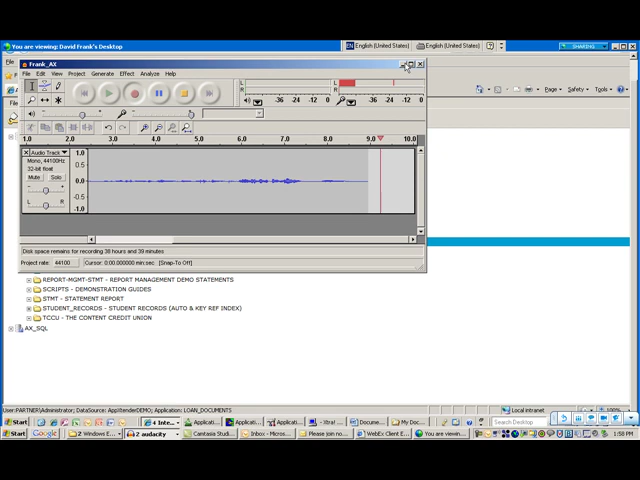 You are viewing: David Frank's Desktop
EN English (United States)
English (United States)
SHARING
Frank_AX
File Edit View Project Generate Effect Analyze Help
Page Safety Tools
L
R
-36 -24 -12 0
L
R
-36 -24 -12 0
1.0 2.0 3.0 4.0 5.0 6.0 7.0 8.0 9.0 10.0
Audio Track
Mono, 44100Hz
32-bit float
Mute Solo
- +
L R
1.0
0.5
0.0
-0.5
-1.0
Disk space remains for recording 38 hours and 39 minutes
Project rate: 44100 Cursor: 0:00.000000 min:sec [Snap-To Off]
REPORT-MGMT-STMT - REPORT MANAGEMENT DEMO STATEMENTS
SCRIPTS - DEMONSTRATION GUIDES
STMT - STATEMENT REPORT
STUDENT_RECORDS - STUDENT RECORDS (AUTO & KEY REF INDEX)
TCCU - THE CONTENT CREDIT UNION
AX_SQL
User:PARTNER\Administrator; DataSource: AppXtenderDEMO; Application: LOAN_DOCUMENTS
Local intranet 100%
Start 4 Inte... Applicati... Applicati... Applicati... - Xtra! ... Docume... My Doc... Search Desktop
Start Google 2 Windows E... 2 audacity Camtasia Studi... Inbox - Micros... Please join no... WebEx Client E... You are viewin... 1:58 PM